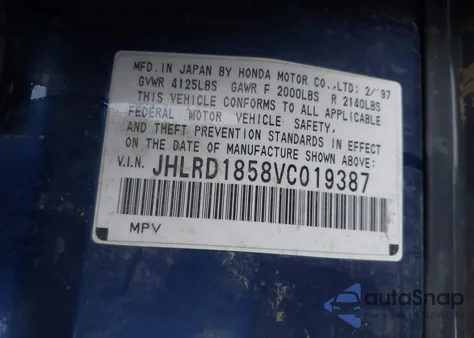 MFD. IN JAPAN BY HONDA MOTOR CO., LTD; 2/'97
GVWR 4125LBS GAWR F 2000LBS R 2140LBS
THIS VEHICLE CONFORMS TO ALL APPLICABLE
FEDERAL MOTOR VEHICLE SAFETY,
AND THEFT PREVENTION STANDARDS IN EFFECT
ON THE DATE OF MANUFACTURE SHOWN ABOVE:
V.I.N. JHLRD1858VC019387
MPV
autoSnap